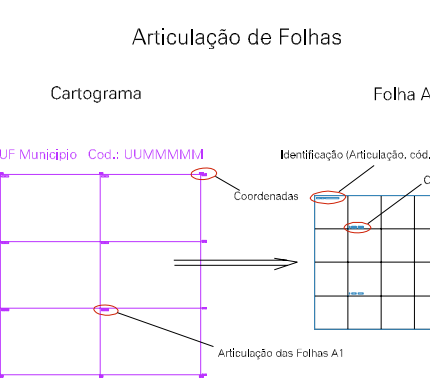 Articulação de Folhas
Cartograma
Folha A
UF Municipio Cod.: UUMMMMM
Identificação (Articulação, cód.
Coordenadas
Articulação das Folhas A1